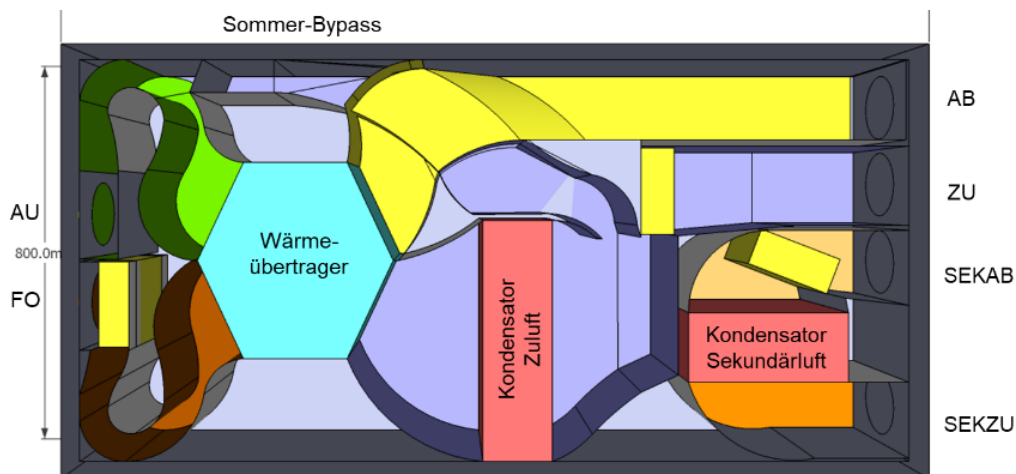 Sommer-Bypass
AB
ZU
AU
Wärme-
übertrager
800.0m
SEKAB
FO
Kondensator
Zuluft
Kondensator
Sekundärluft
SEKZU